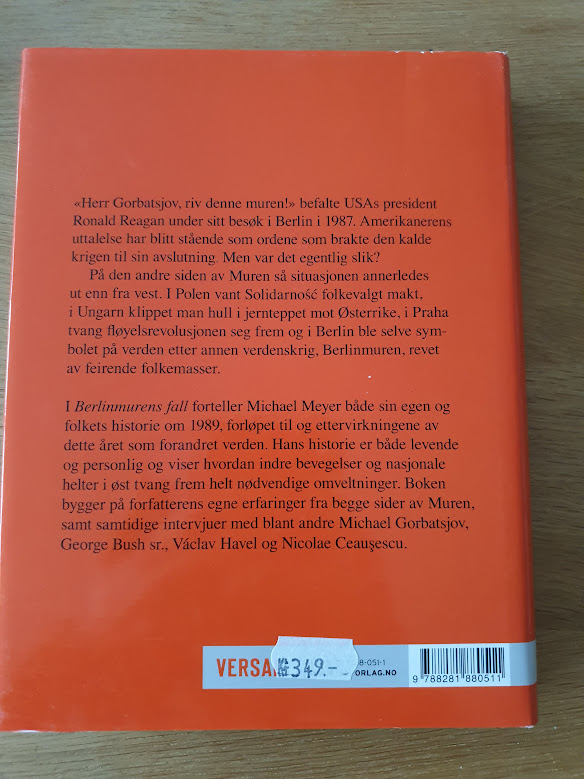 «Herr Gorbatsjov, riv denne muren!» befalte USAs president
Ronald Reagan under sitt besøk i Berlin i 1987. Amerikanerens
uttalelse har blitt stående som ordene som brakte den kalde
krigen til sin avslutning. Men var det egentlig slik?
På den andre siden av Muren så situasjonen annerledes
ut enn fra vest. I Polen vant Solidarność folkevalgt makt,
i Ungarn klippet man hull i jernteppet mot Østerrike, i Praha
tvang fløyelsrevolusjonen seg frem og i Berlin ble selve sym-
bolet på verden etter annen verdenskrig, Berlinmuren, revet
av feirende folkemasser.
I Berlinmurens fall forteller Michael Meyer både sin egen og
folkets historie om 1989, forløpet til og ettervirkningene av
dette året som forandret verden. Hans historie er både levende
og personlig og viser hvordan indre bevegelser og nasjonale
helter i øst tvang frem helt nødvendige omveltninger. Boken
bygger på forfatterens egne erfaringer fra begge sider av Muren,
samt samtidige intervjuer med blant andre Michael Gorbatsjov,
George Bush sr., Václav Havel og Nicolae Ceauşescu.
VERSA
349.-
8-051-1
ORLAG.NO
9 788281 880511